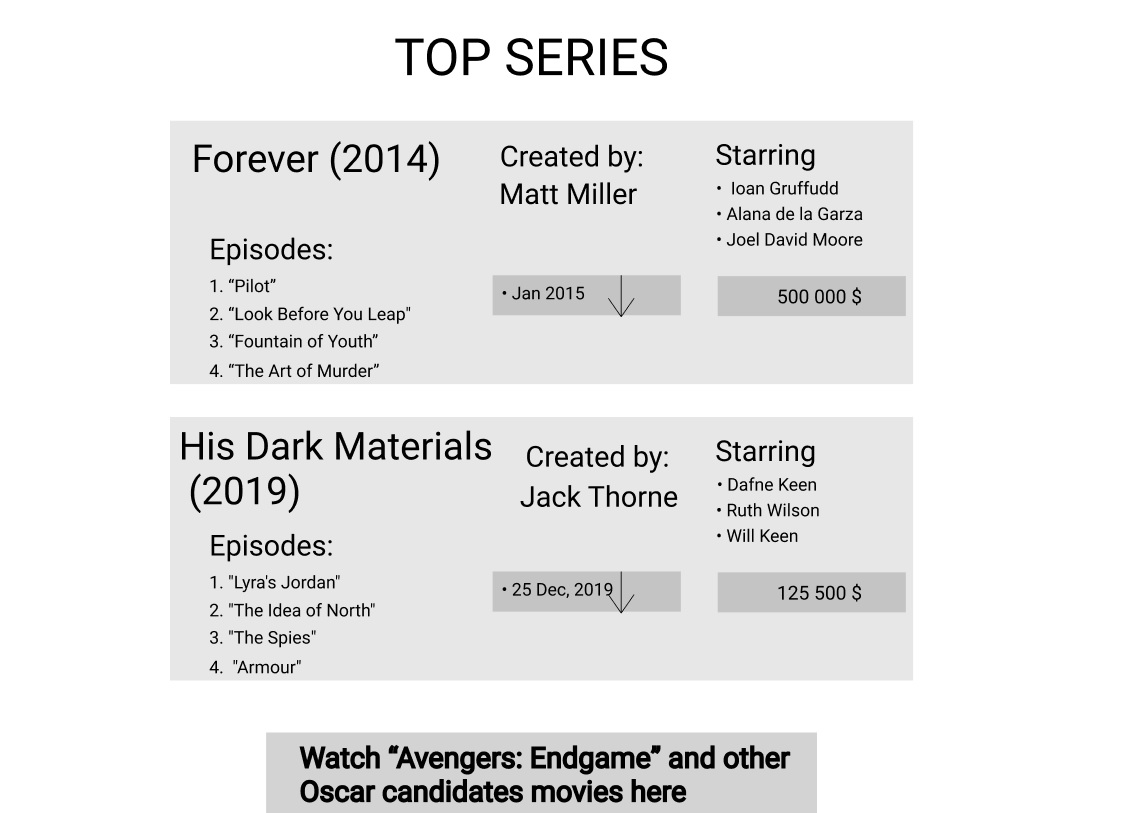 TOP SERIES
Forever (2014)
Created by:
Matt Miller
Starring
• Ioan Gruffudd
• Alana de la Garza
• Joel David Moore
Episodes:
1. “Pilot”
2. “Look Before You Leap"
3. “Fountain of Youth”
4. “The Art of Murder”
• Jan 2015
500 000 $
His Dark Materials
(2019)
Created by:
Jack Thorne
Starring
• Dafne Keen
• Ruth Wilson
• Will Keen
Episodes:
1. "Lyra's Jordan"
2. "The Idea of North"
3. "The Spies"
4. "Armour"
• 25 Dec, 2019
125 500 $
Watch “Avengers: Endgame” and other
Oscar candidates movies here